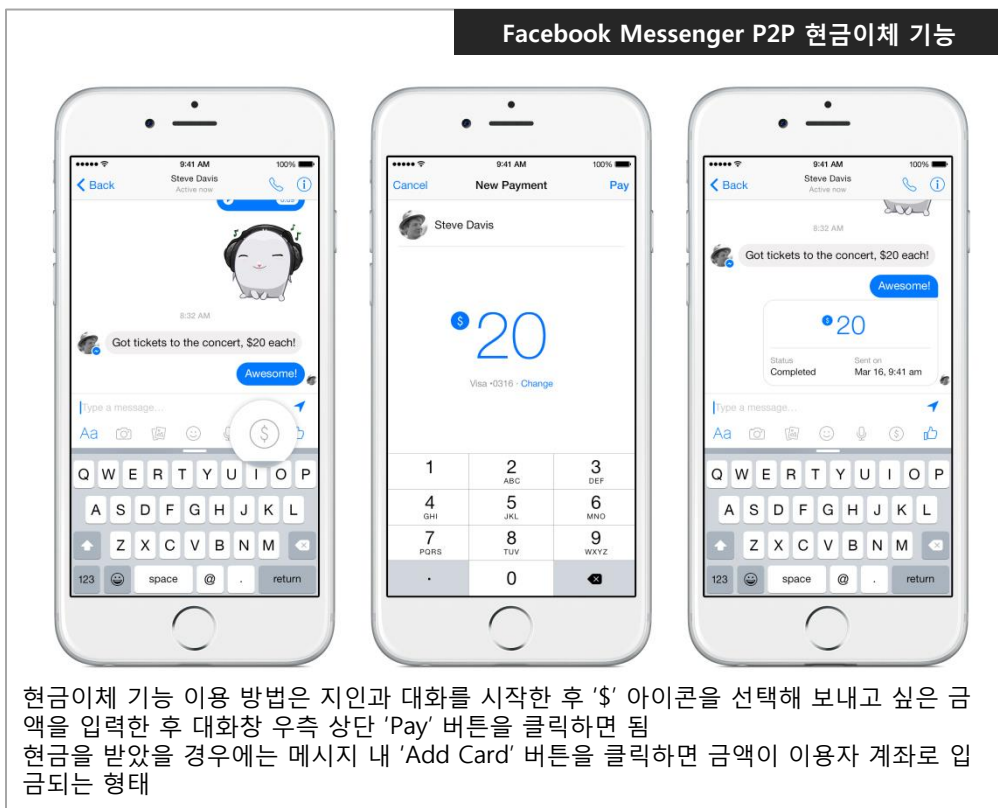 Facebook Messenger P2P 현금이체 기능
9:41 AM
100%
Back
Steve Davis
Active now
8:32 AM
Got tickets to the concert, $20 each!
Awesome!
Type a message...
Aa
$
Q W E R T Y U I O P
A S D F G H J K L
Z X C V B N M
123
space
@
.
return
9:41 AM
100%
Cancel
New Payment
Pay
Steve Davis
$20
Visa •0316 · Change
1
2
ABC
3
DEF
4
GHI
5
JKL
6
MNO
7
PQRS
8
TUV
9
WXYZ
.
0
9:41 AM
100%
Back
Steve Davis
Active now
8:32 AM
Got tickets to the concert, $20 each!
Awesome!
$20
Status
Sent on
Completed
Mar 16, 9:41 am
Type a message...
Aa
$
Q W E R T Y U I O P
A S D F G H J K L
Z X C V B N M
123
space
@
.
return
현금이체 기능 이용 방법은 지인과 대화를 시작한 후 '$' 아이콘을 선택해 보내고 싶은 금
액을 입력한 후 대화창 우측 상단 'Pay' 버튼을 클릭하면 됨
현금을 받았을 경우에는 메시지 내 'Add Card' 버튼을 클릭하면 금액이 이용자 계좌로 입
금되는 형태